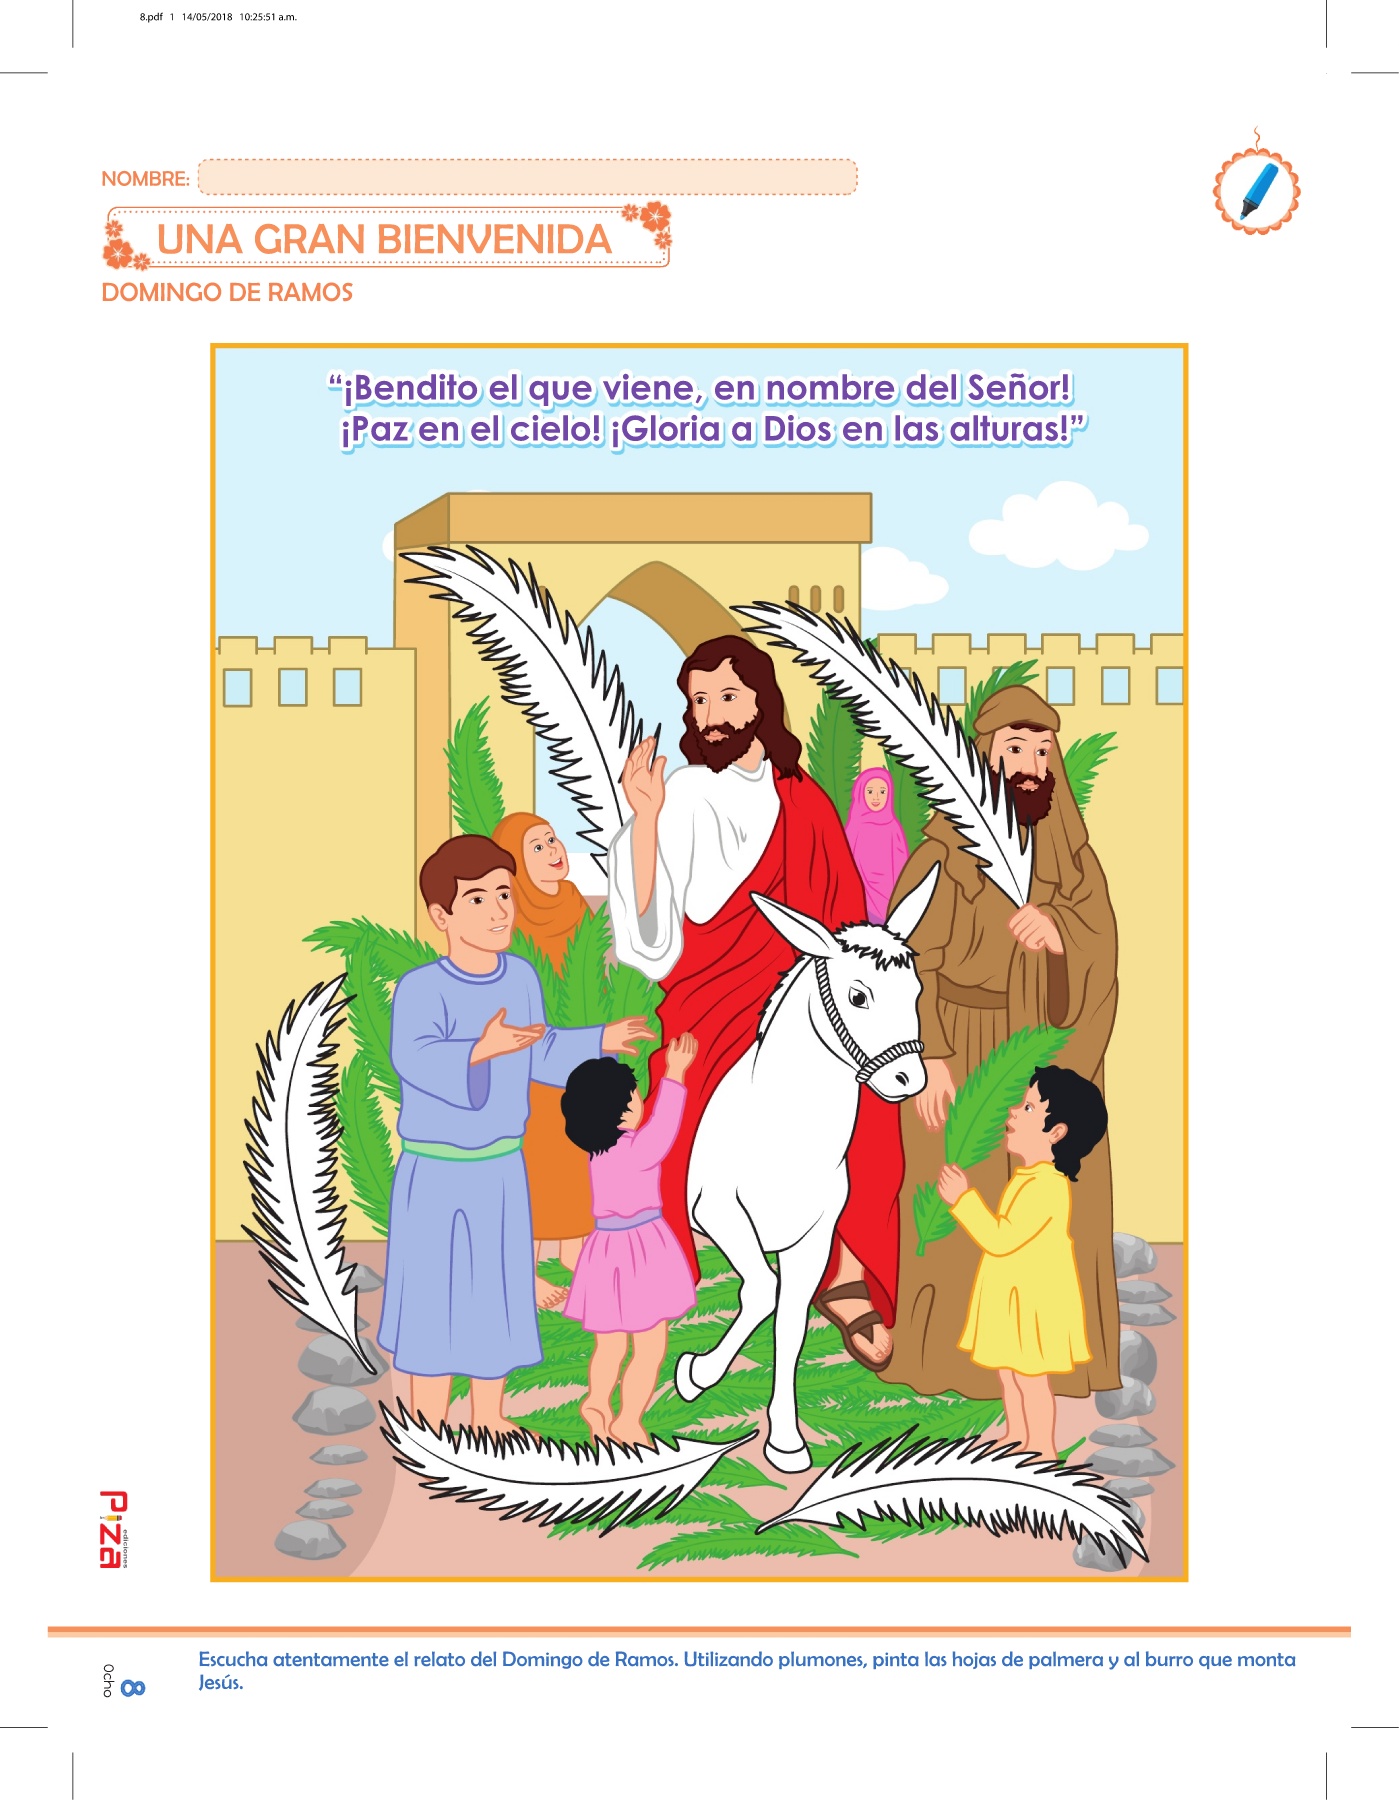 8.pdf 1 14/05/2018 10:25:51 a.m.
NOMBRE:
UNA GRAN BIENVENIDA
DOMINGO DE RAMOS
“¡Bendito el que viene, en nombre del Señor!
¡Paz en el cielo! ¡Gloria a Dios en las alturas!”
Piza
ediciones
Ocho
8
Escucha atentamente el relato del Domingo de Ramos. Utilizando plumones, pinta las hojas de palmera y al burro que monta
Jesús.